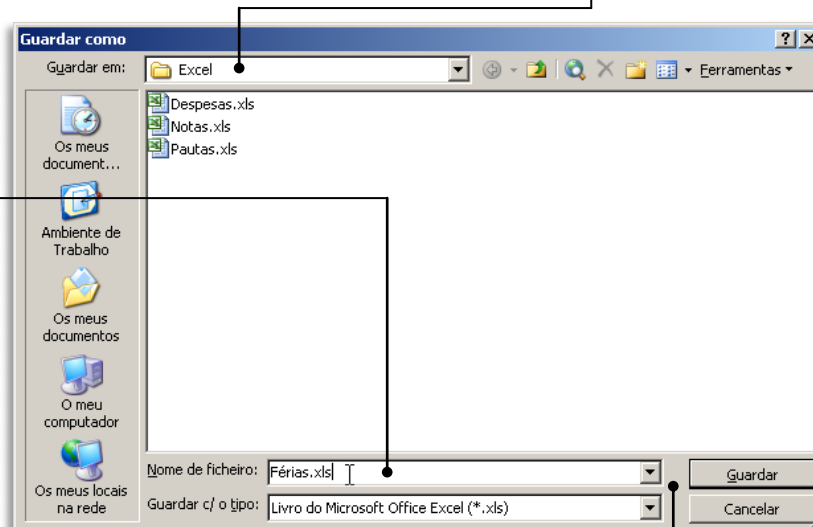 Guardar como
Guardar em:
Excel
Ferramentas
Despesas.xls
Notas.xls
Pautas.xls
Os meus
document...
Ambiente de
Trabalho
Os meus
documentos
O meu
computador
Os meus locais
na rede
Nome de ficheiro:
Férias.xls
Guardar
Guardar c/ o tipo:
Livro do Microsoft Office Excel (*.xls)
Cancelar